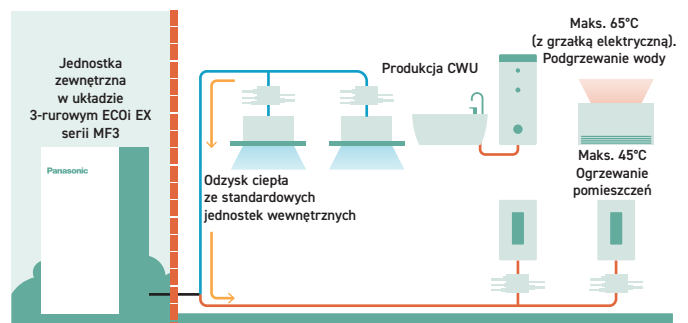 Jednostka
zewnętrzna
w układzie
3-rurowym ECOi EX
serii MF3
Panasonic
Odzysk ciepła
ze standardowych
jednostek wewnętrznych
Produkcja CWU
Maks. 65°C
(z grzałką elektryczną).
Podgrzewanie wody
Maks. 45°C
Ogrzewanie
pomieszczeń